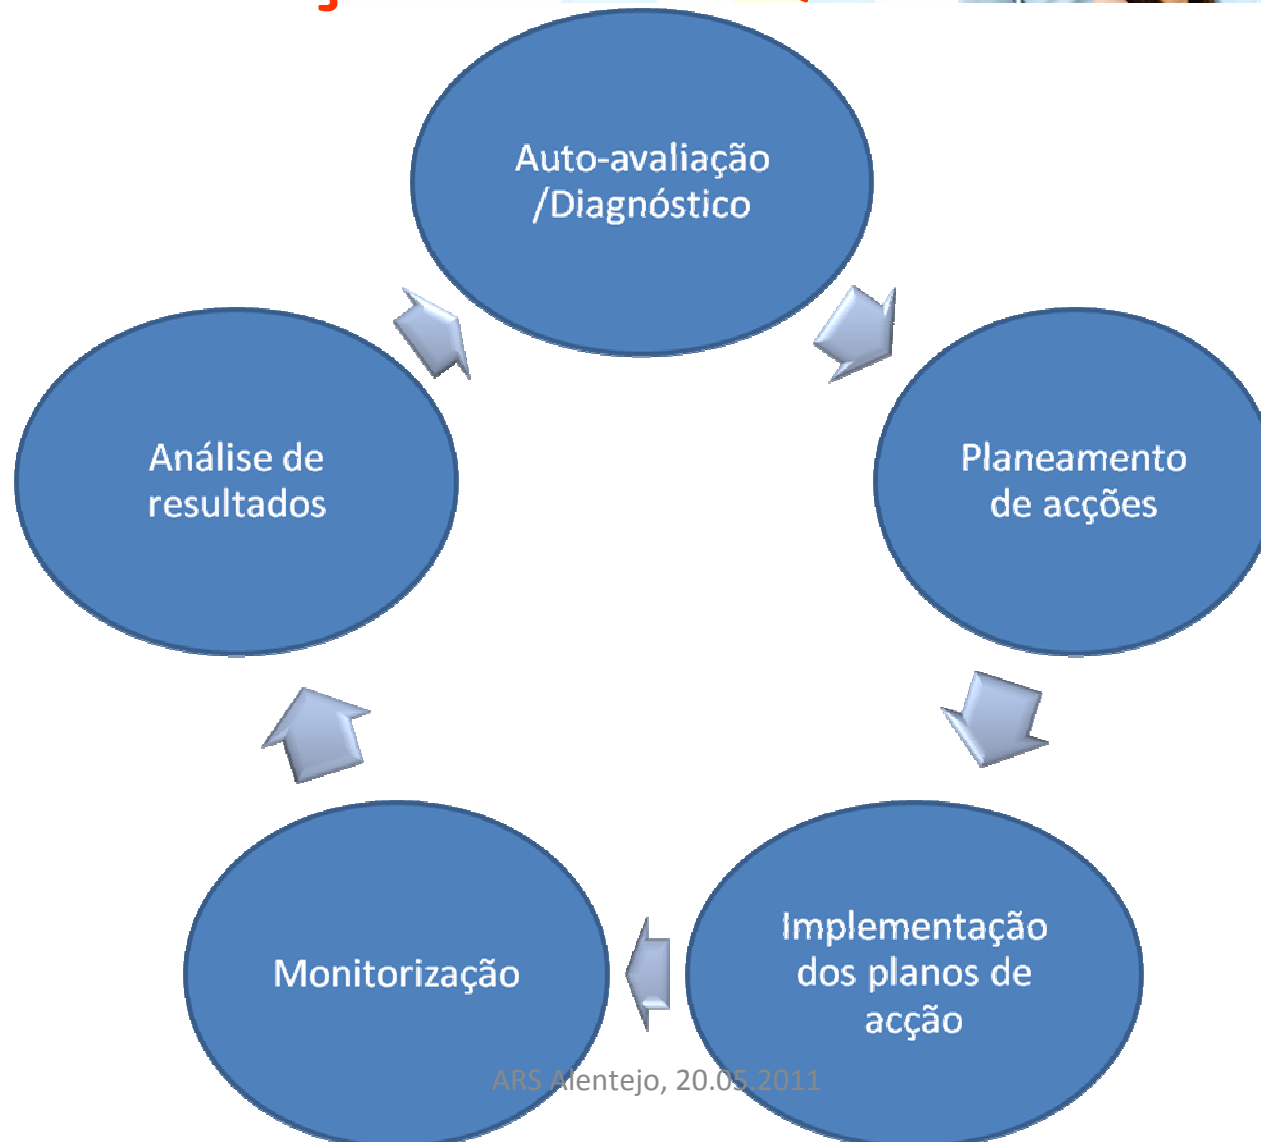 Auto-avaliação
/Diagnóstico
Planeamento
de acções
Implementação
dos planos de
acção
Monitorização
Análise de
resultados
ARS Alentejo, 20.05.2011